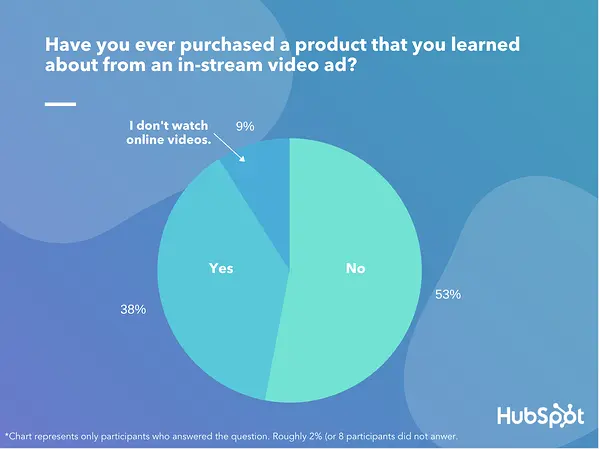 Have you ever purchased a product that you learned
about from an in-stream video ad?
I don't watch
online videos.
9%
Yes
No
38%
53%
HubSpot
*Chart represents only participants who answered the question. Roughly 2% (or 8 participants did not anwer.